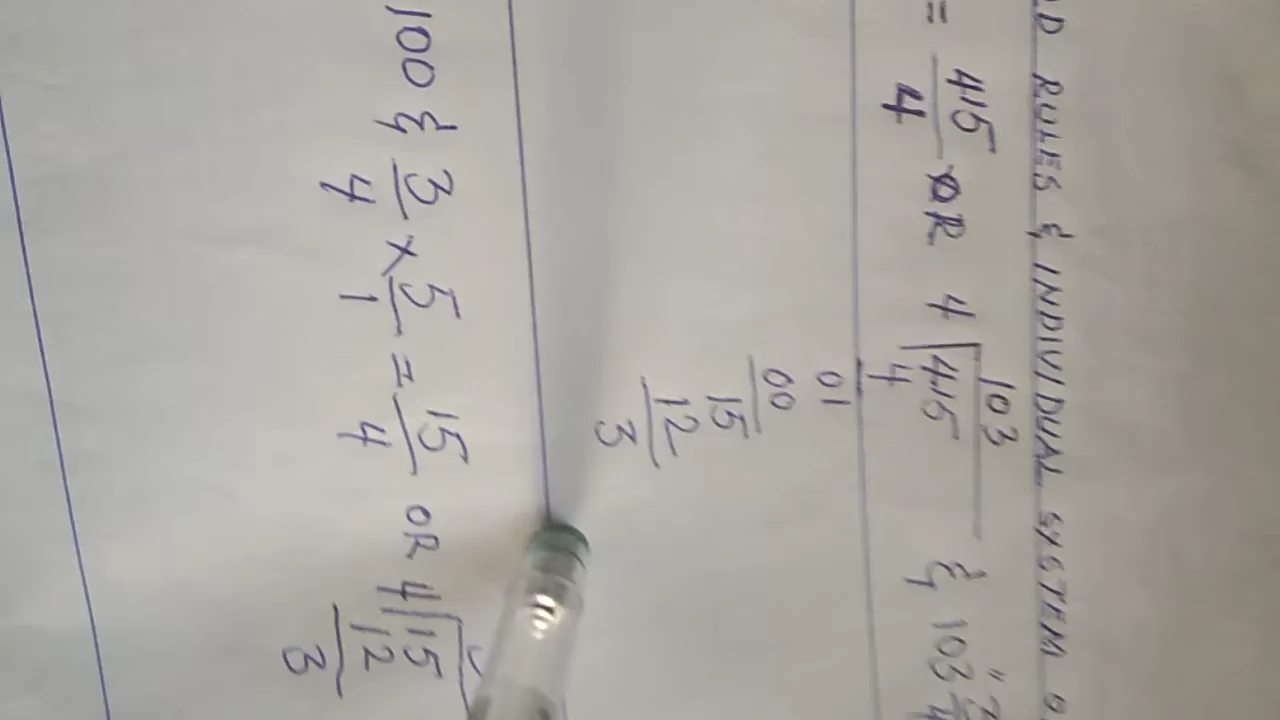 RULES & INDIVIDUAL SYSTEM
= 415/4 OR 4√415 103 & 103
4
01
00
15
12
3
100 & 3/4 × 5/1 = 15/4 OR 4√15
12
3